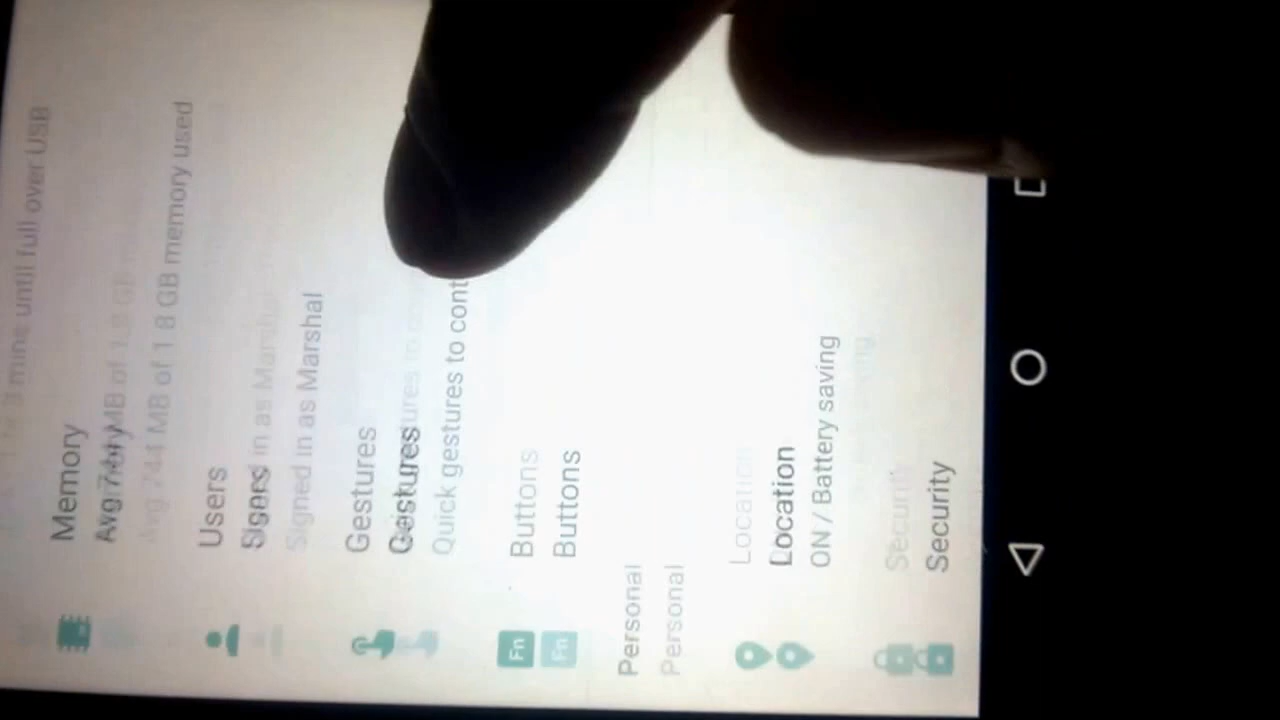 mins until full over USB
Memory
Avg 744 MB of 1.8 GB memory used
Users
Signed in as Marshal
Gestures
Quick gestures to cont
Fn
Buttons
Personal
Location
ON / Battery saving
Security